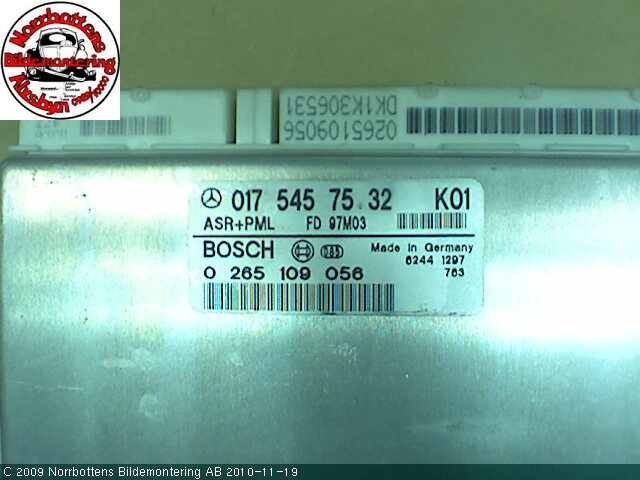 Norrbottens
Bildemontering
Älvsbyn
0265109056
DK1K306531
017 545 75 32 K01
ASR+PML FD 97M03
BOSCH Made in Germany
0 265 109 056 6244 1297
763
C 2009 Norrbottens Bildemontering AB 2010-11-19